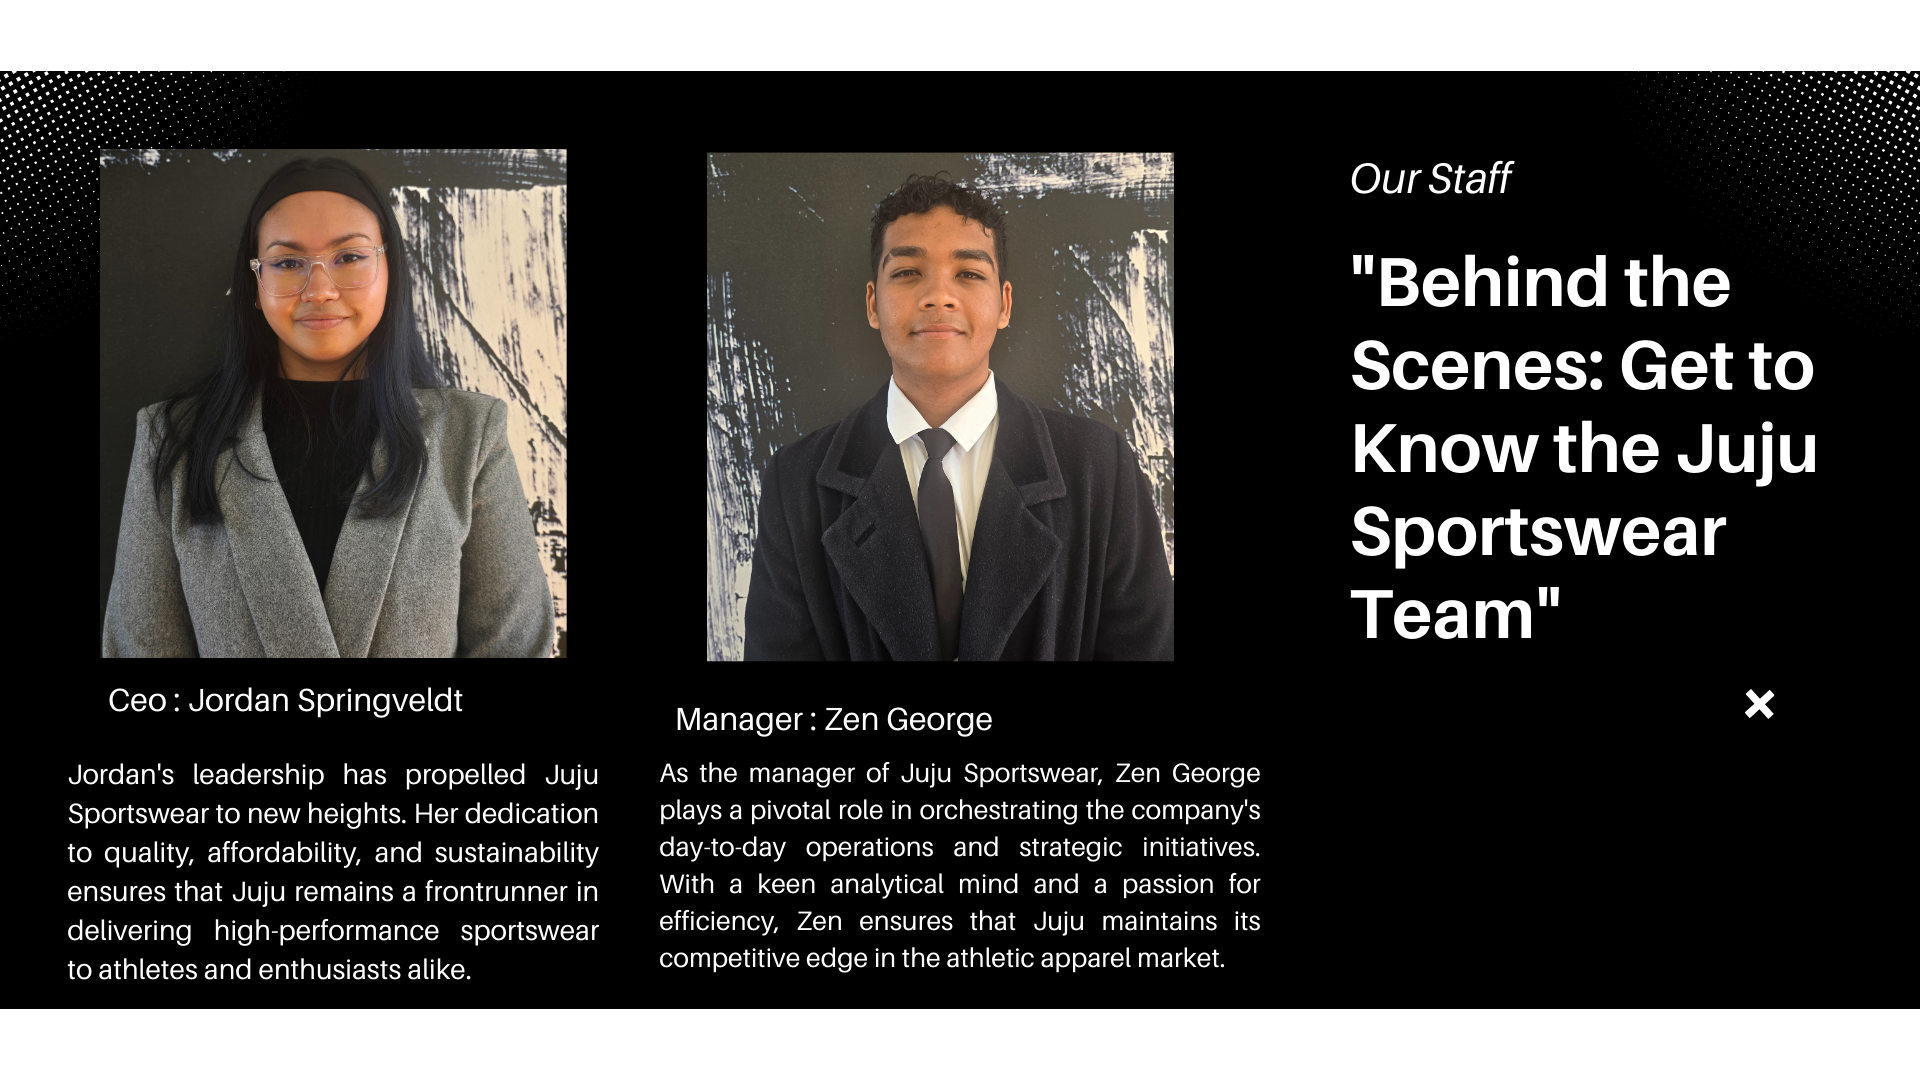 Our Staff
"Behind the
Scenes: Get to
Know the Juju
Sportswear
Team"
Ceo : Jordan Springveldt
Jordan's leadership has propelled Juju
Sportswear to new heights. Her dedication
to quality, affordability, and sustainability
ensures that Juju remains a frontrunner in
delivering high-performance sportswear
to athletes and enthusiasts alike.
Manager : Zen George
As the manager of Juju Sportswear, Zen George
plays a pivotal role in orchestrating the company's
day-to-day operations and strategic initiatives.
With a keen analytical mind and a passion for
efficiency, Zen ensures that Juju maintains its
competitive edge in the athletic apparel market.